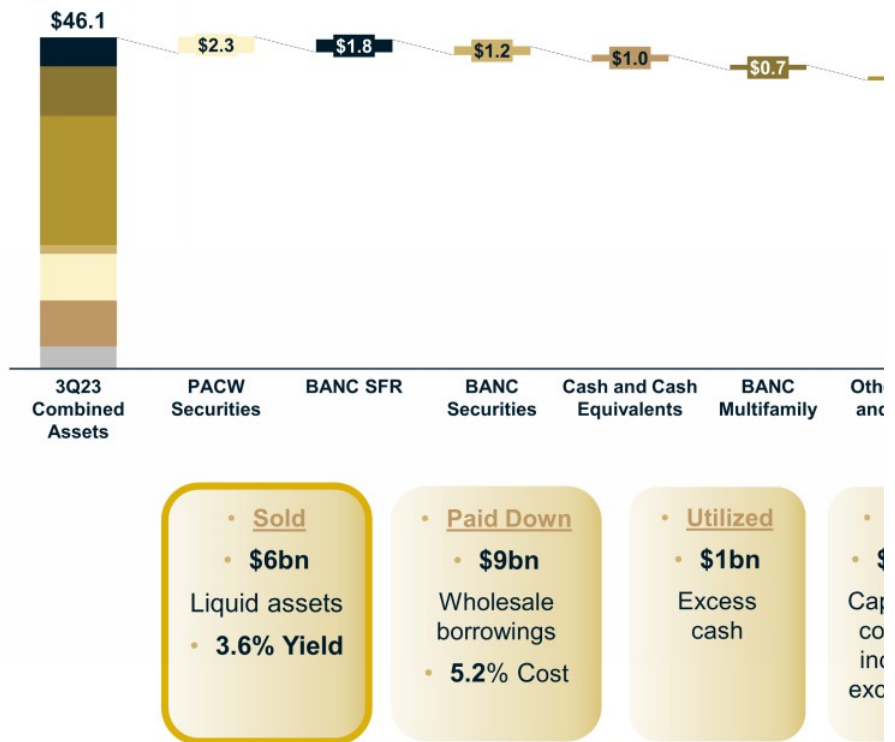 $46.1
$2.3
$1.8
$1.2
$1.0
$0.7
3Q23
Combined
Assets
PACW
Securities
BANC SFR
BANC
Securities
Cash and Cash
Equivalents
BANC
Multifamily
• Sold
• $6bn
Liquid assets
• 3.6% Yield
• Paid Down
• $9bn
Wholesale
borrowings
• 5.2% Cost
• Utilized
• $1bn
Excess
cash